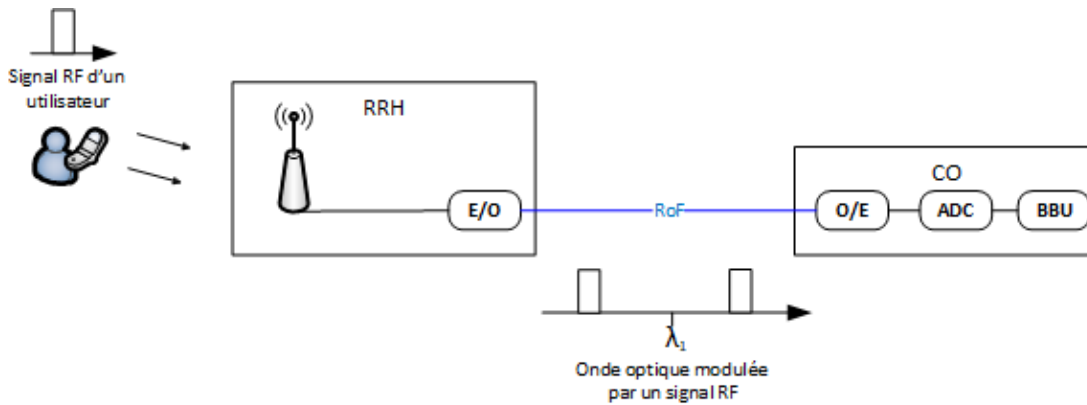 Signal RF d'un
utilisateur
RRH
E/O
RoF
CO
O/E
ADC
BBU
λ₁
Onde optique modulée
par un signal RF